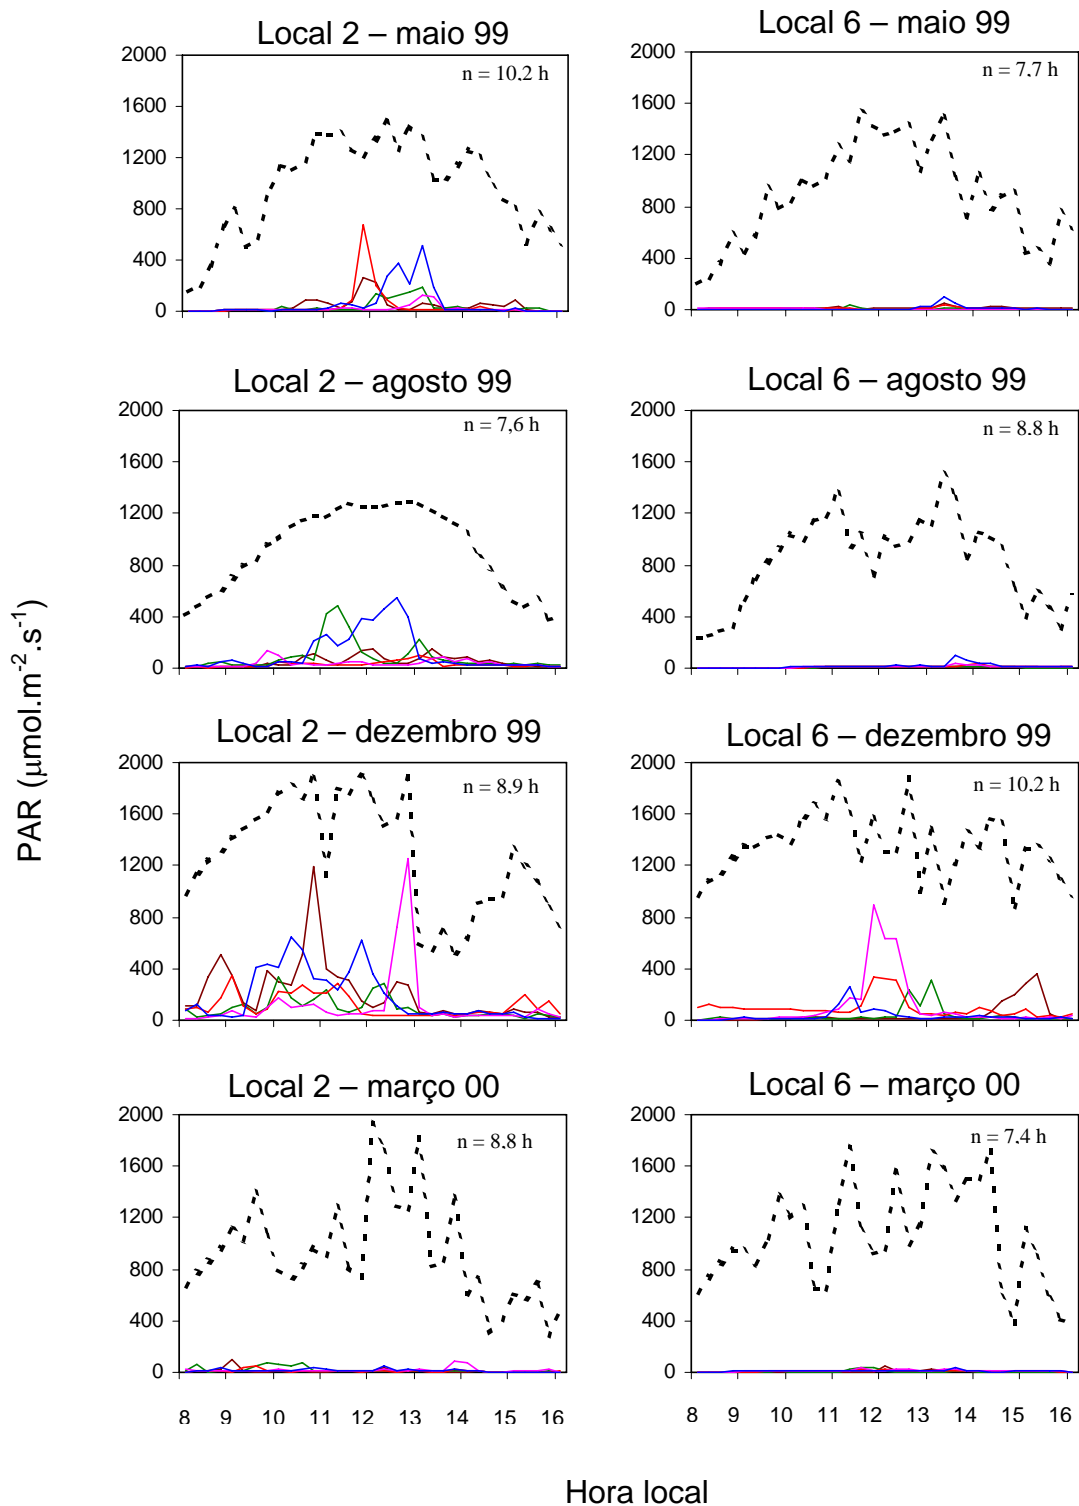 Local 2 – maio 99
2000
1600
1200
800
400
0
n = 10,2 h
Local 6 – maio 99
2000
1600
1200
800
400
0
n = 7,7 h
Local 2 – agosto 99
2000
1600
1200
800
400
0
n = 7,6 h
Local 6 – agosto 99
2000
1600
1200
800
400
0
n = 8.8 h
PAR (μmol.m⁻².s⁻¹)
Local 2 – dezembro 99
2000
1600
1200
800
400
0
n = 8,9 h
Local 6 – dezembro 99
2000
1600
1200
800
400
0
n = 10,2 h
Local 2 – março 00
2000
1600
1200
800
400
0
n = 8,8 h
8 9 10 11 12 13 14 15 16
Local 6 – março 00
2000
1600
1200
800
400
0
n = 7,4 h
8 9 10 11 12 13 14 15 16
Hora local